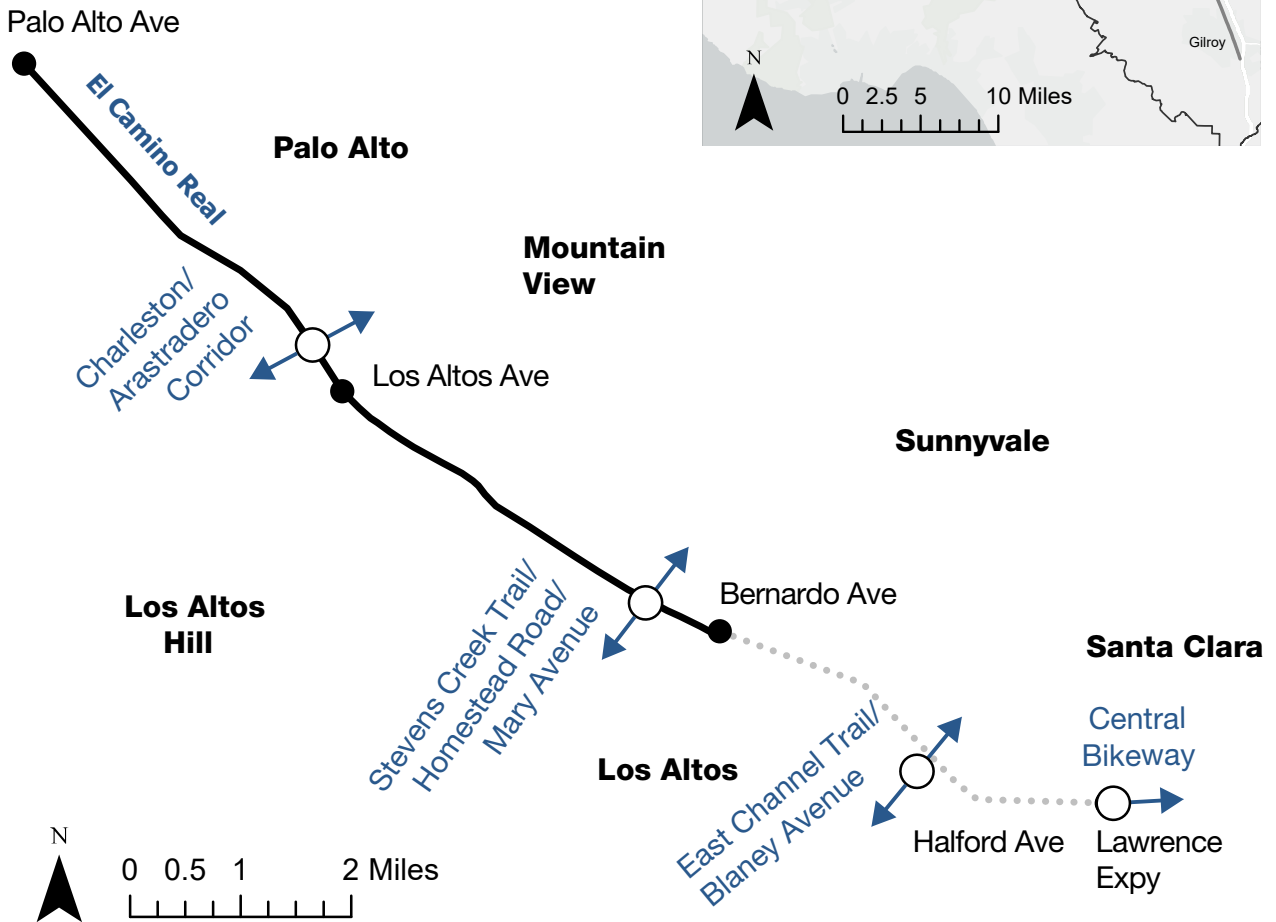 Palo Alto Ave
El Camino Real
Palo Alto
Gilroy
N
0 2.5 5 10 Miles
Mountain
View
Charleston/
Arastradero
Corridor
Los Altos Ave
Sunnyvale
Los Altos
Hill
Stevens Creek Trail/
Homestead Road/
Mary Avenue
Bernardo Ave
Santa Clara
Central
Bikeway
Los Altos
East Channel Trail/
Blaney Avenue
Halford Ave
Lawrence
Expy
N
0 0.5 1 2 Miles